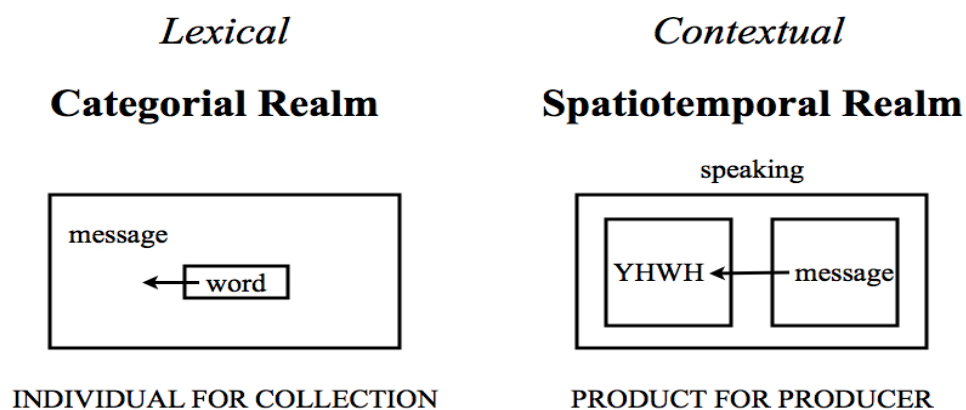 Lexical
Categorial Realm
message
word
INDIVIDUAL FOR COLLECTION
Contextual
Spatiotemporal Realm
speaking
YHWH
message
PRODUCT FOR PRODUCER